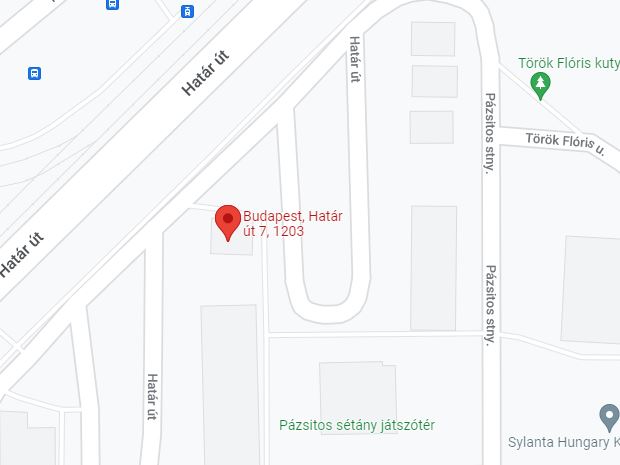 Határ út
Határ út
Török Flóris kuty
Pázsitos stny.
Török Flóris u.
Budapest, Határ
út 7, 1203
Határ út
Pázsitos stny.
Határ út
Pázsitos sétány játszótér
Sylanta Hungary K